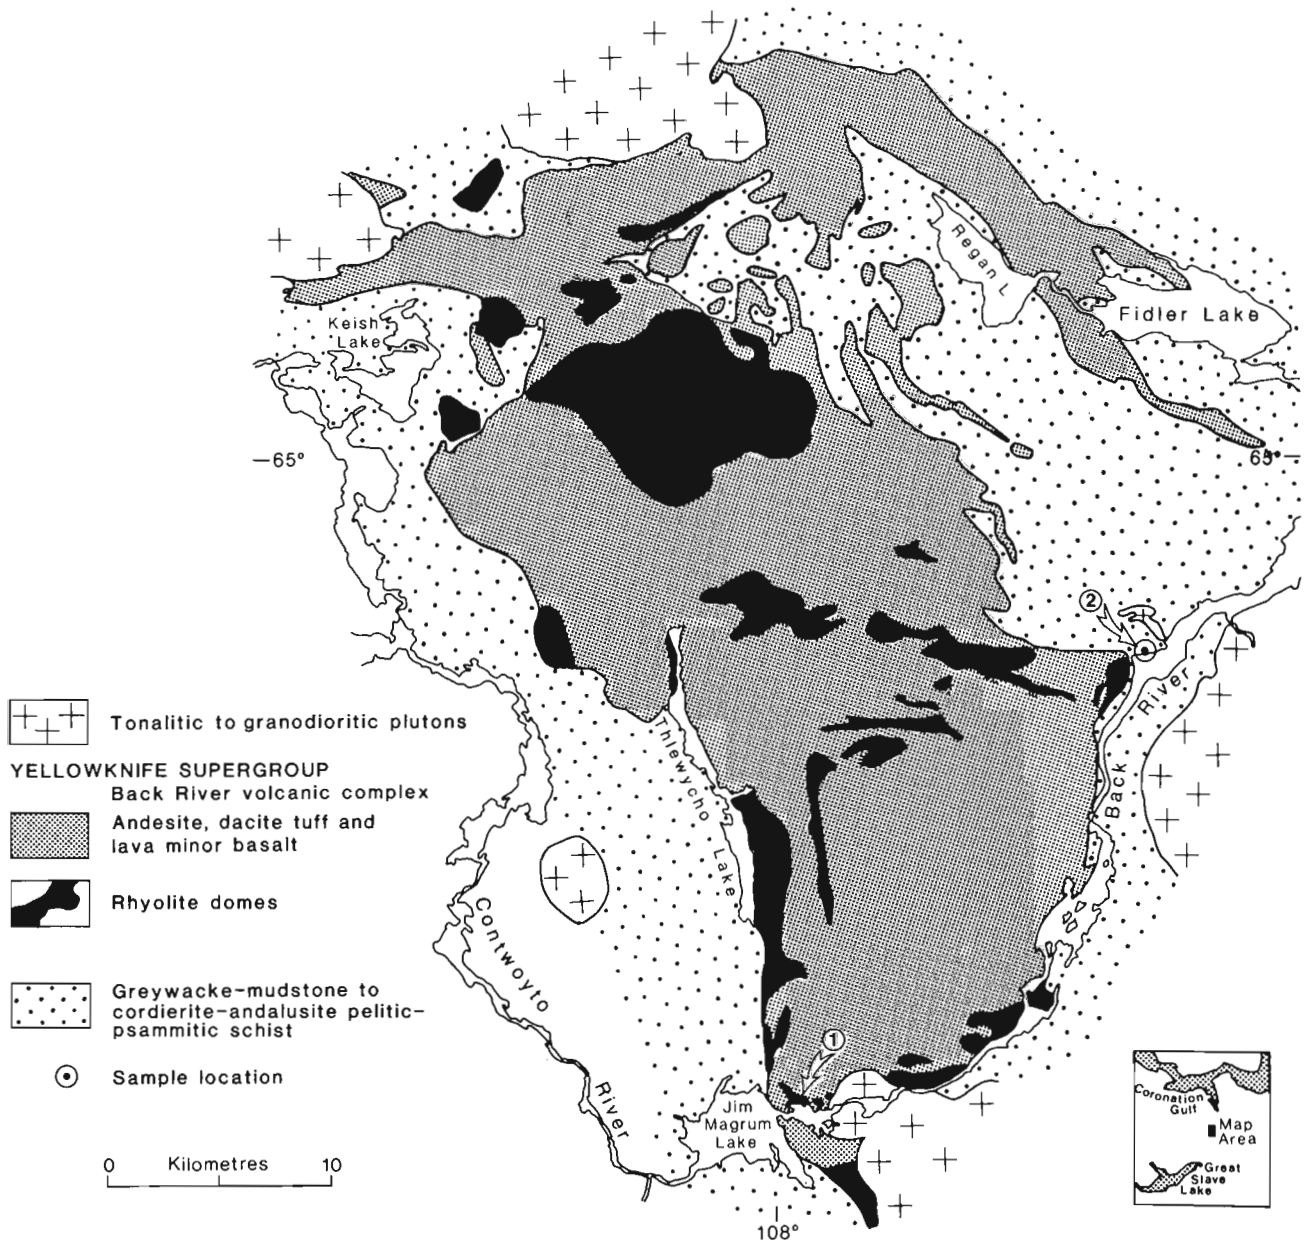 Keish
Lake
Regan L
Fidler Lake
—65°
65°—
2
Tonalitic to granodioritic plutons
YELLOWKNIFE SUPERGROUP
Back River volcanic complex
Andesite, dacite tuff and
lava minor basalt
Rhyolite domes
Greywacke–mudstone to
cordierite–andalusite pelitic–
psammitic schist
Sample location
0 Kilometres 10
Thlewycho Lake
Back River
Contwoyto River
1
Jim
Magrum
Lake
108°
Coronation
Gulf
Map
Area
Great
Slave
Lake